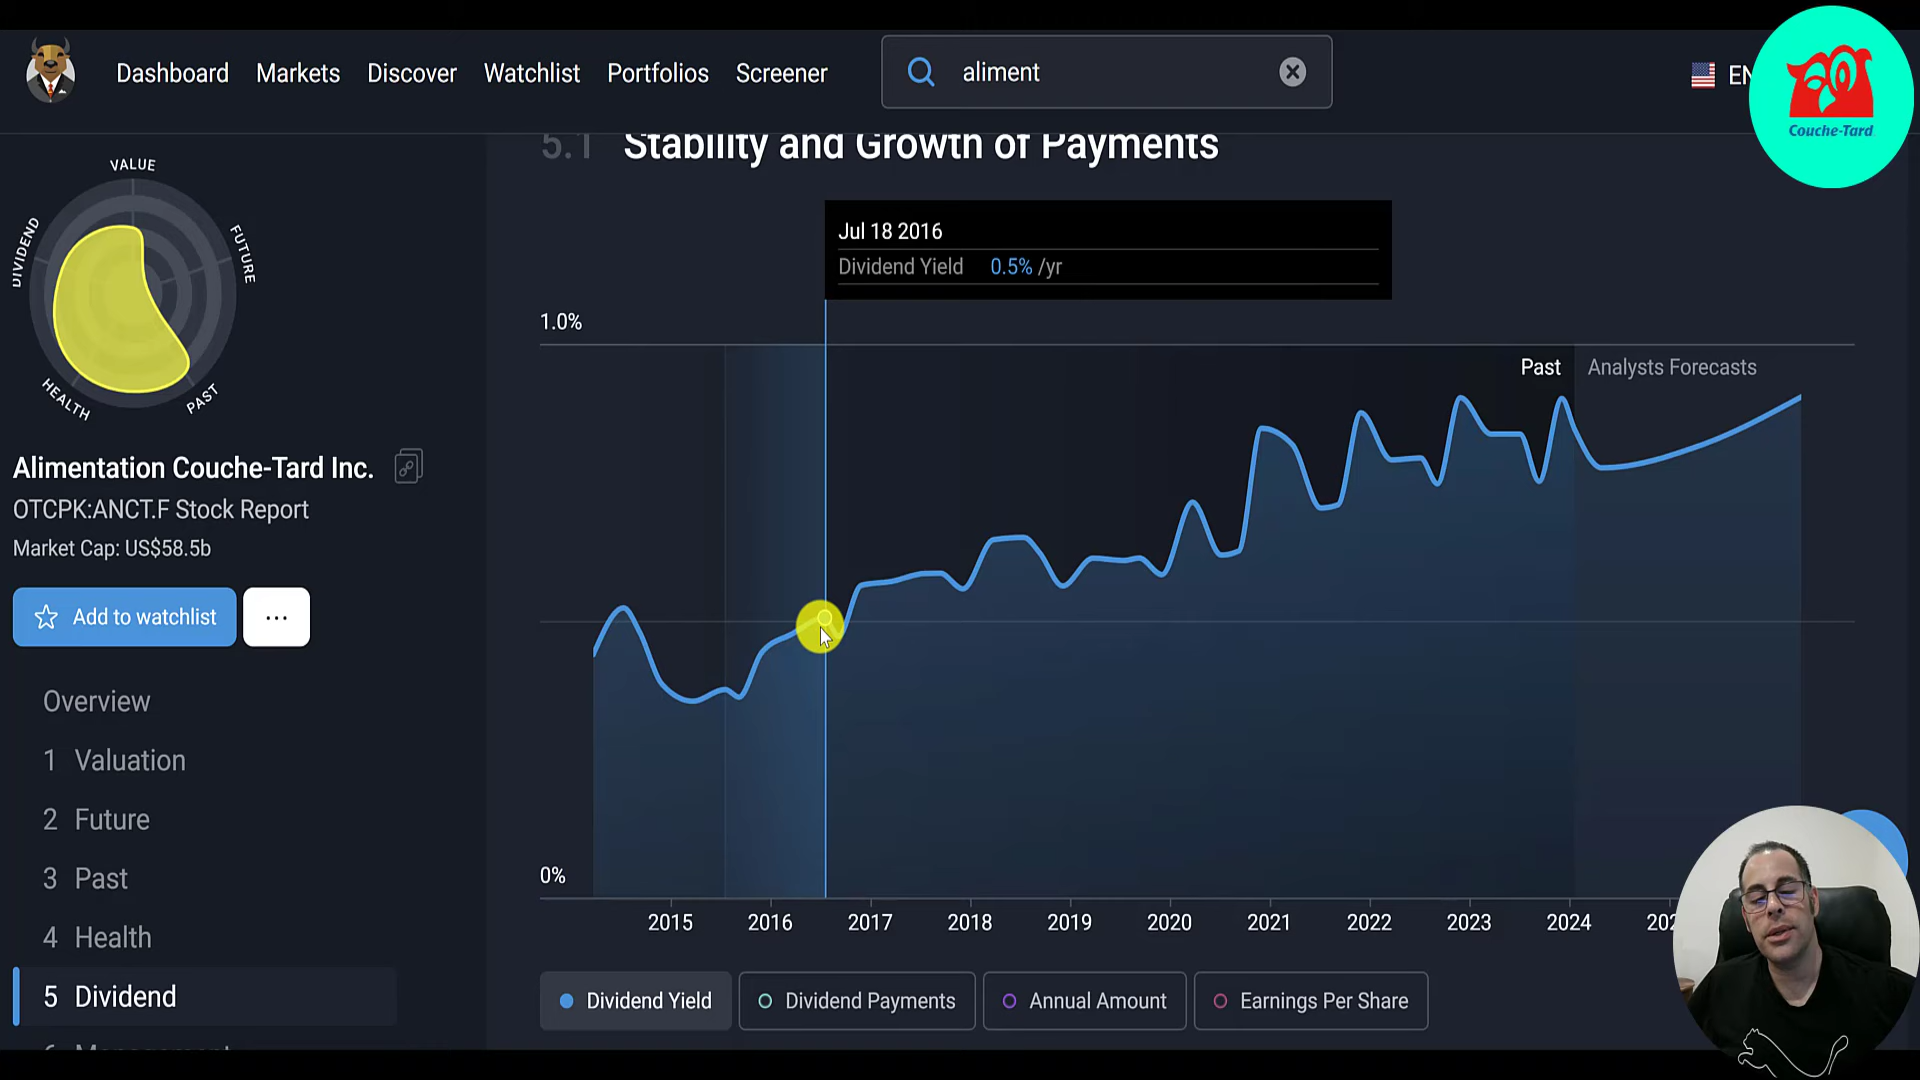 Dashboard Markets Discover Watchlist Portfolios Screener
aliment
EN
Couche-Tard
5.1 Stability and Growth of Payments
VALUE
FUTURE
PAST
HEALTH
DIVIDEND
Jul 18 2016
Dividend Yield 0.5% /yr
1.0%
Past Analysts Forecasts
0%
2015 2016 2017 2018 2019 2020 2021 2022 2023 2024
Dividend Yield Dividend Payments Annual Amount Earnings Per Share
Alimentation Couche-Tard Inc.
OTCPK:ANCT.F Stock Report
Market Cap: US$58.5b
Add to watchlist ...
Overview
1 Valuation
2 Future
3 Past
4 Health
5 Dividend